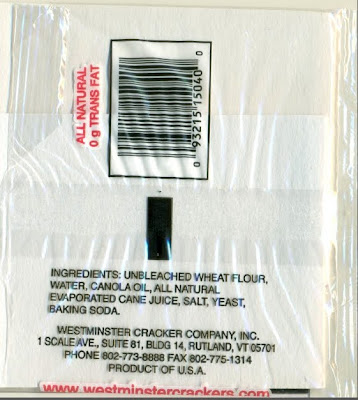 ALL NATURAL
0 g TRANS FAT
0 93215 15040 0
INGREDIENTS: UNBLEACHED WHEAT FLOUR,
WATER, CANOLA OIL, ALL NATURAL
EVAPORATED CANE JUICE, SALT, YEAST,
BAKING SODA.
WESTMINSTER CRACKER COMPANY, INC.
1 SCALE AVE., SUITE 81, BLDG 14, RUTLAND, VT 05701
PHONE 802-773-8888 FAX 802-775-1314
PRODUCT OF U.S.A.
www.westminstercrackers.com